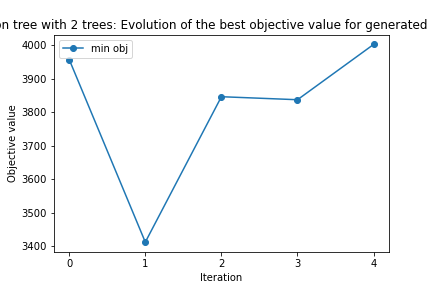 on tree with 2 trees: Evolution of the best objective value for generated
min obj
4000
3900
3800
3700
3600
3500
3400
Objective value
0 1 2 3 4
Iteration